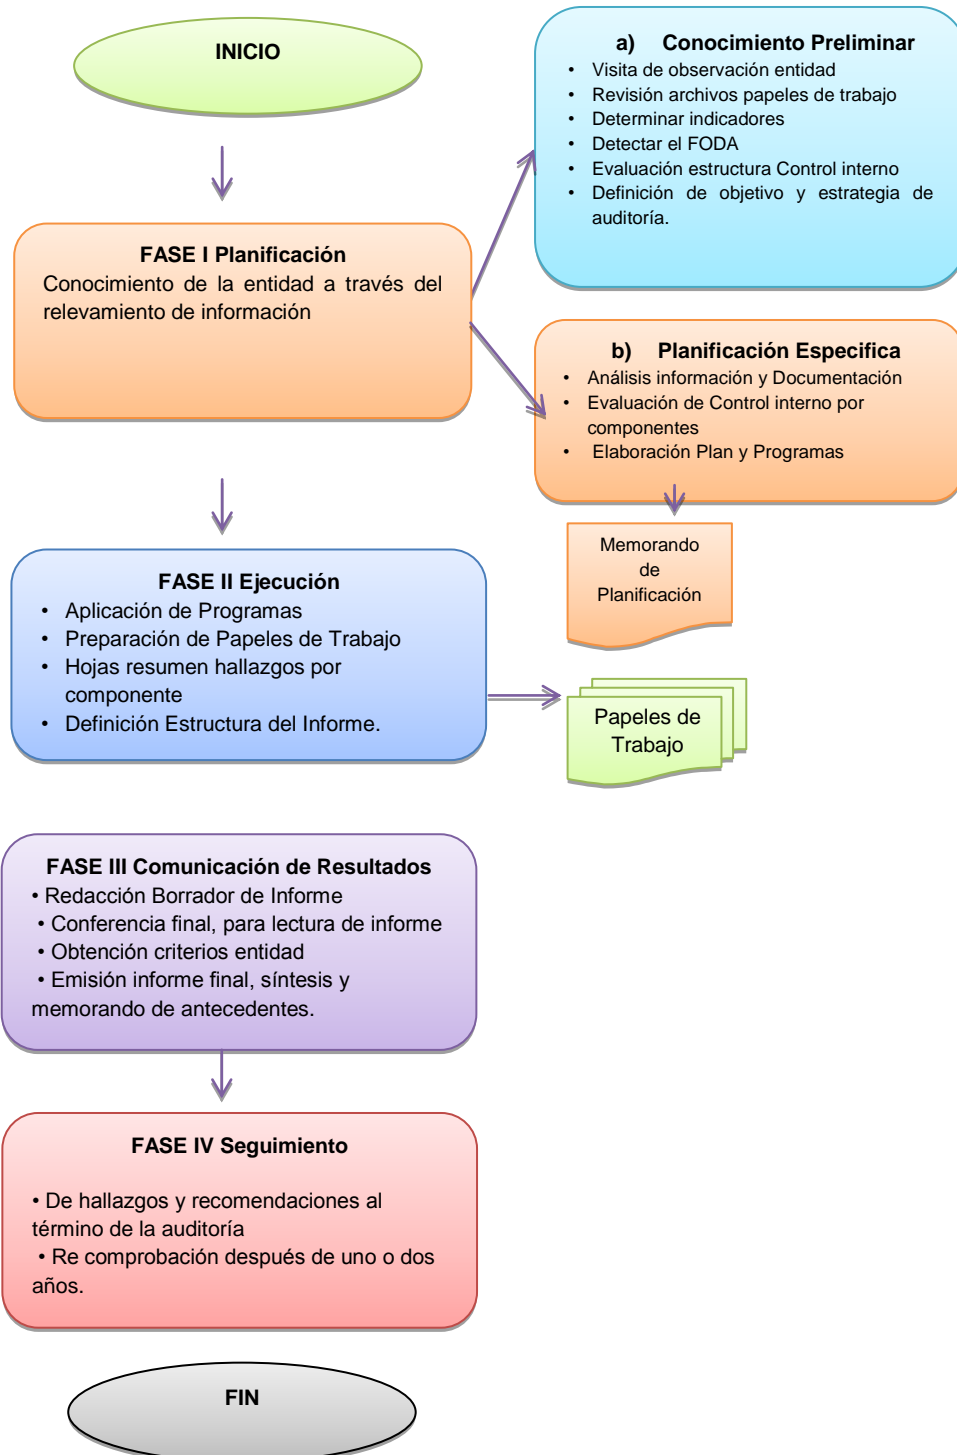 INICIO
a) Conocimiento Preliminar
• Visita de observación entidad
• Revisión archivos papeles de trabajo
• Determinar indicadores
• Detectar el FODA
• Evaluación estructura Control interno
• Definición de objetivo y estrategia de
auditoría.
FASE I Planificación
Conocimiento de la entidad a través del
relevamiento de información
b) Planificación Especifica
• Análisis información y Documentación
• Evaluación de Control interno por
componentes
• Elaboración Plan y Programas
Memorando
de
Planificación
FASE II Ejecución
• Aplicación de Programas
• Preparación de Papeles de Trabajo
• Hojas resumen hallazgos por
componente
• Definición Estructura del Informe.
Papeles de
Trabajo
FASE III Comunicación de Resultados
• Redacción Borrador de Informe
• Conferencia final, para lectura de informe
• Obtención criterios entidad
• Emisión informe final, síntesis y
memorando de antecedentes.
FASE IV Seguimiento
• De hallazgos y recomendaciones al
término de la auditoría
• Re comprobación después de uno o dos
años.
FIN